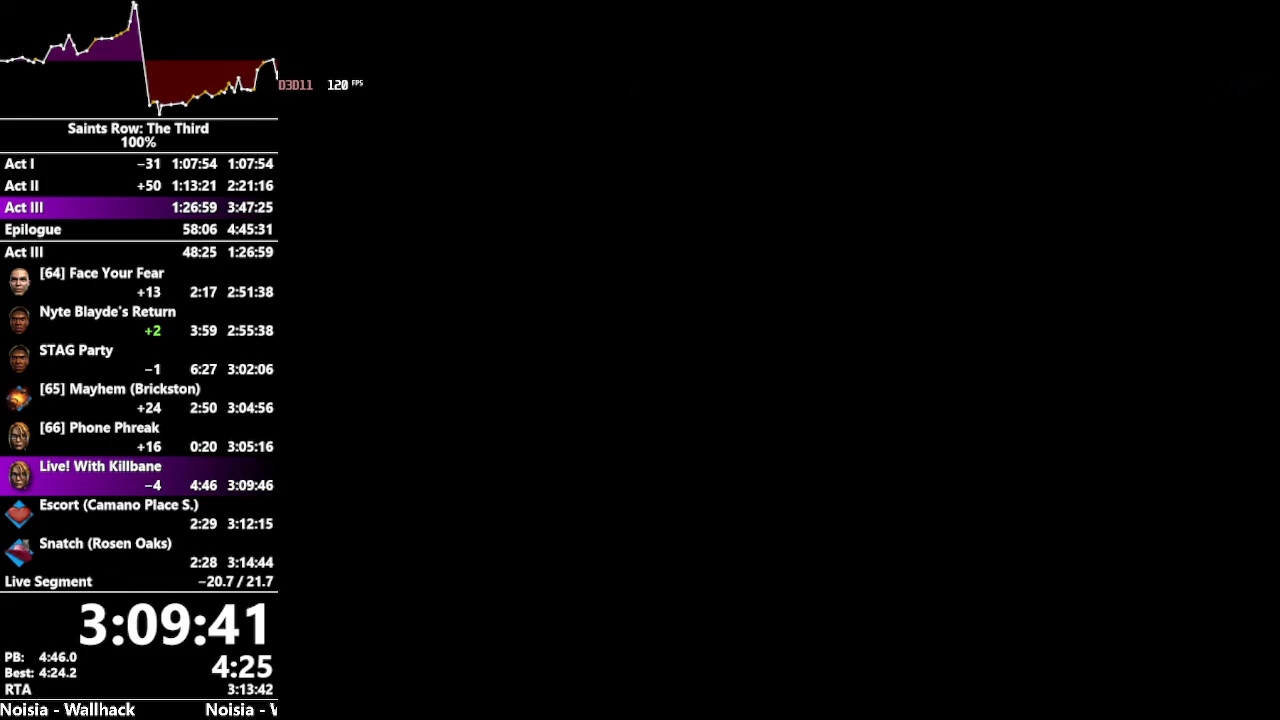 D3D11 120 FPS
Saints Row: The Third
100%
Act I −31 1:07:54 1:07:54
Act II +50 1:13:21 2:21:16
Act III 1:26:59 3:47:25
Epilogue 58:06 4:45:31
Act III 48:25 1:26:59
[64] Face Your Fear
+13 2:17 2:51:38
Nyte Blayde's Return
+2 3:59 2:55:38
STAG Party
−1 6:27 3:02:06
[65] Mayhem (Brickston)
+24 2:50 3:04:56
[66] Phone Phreak
+16 0:20 3:05:16
Live! With Killbane
−4 4:46 3:09:46
Escort (Camano Place S.)
2:29 3:12:15
Snatch (Rosen Oaks)
2:28 3:14:44
Live Segment −20.7 / 21.7
3:09:41
PB: 4:46.0
Best: 4:24.2
4:25
RTA 3:13:42
Noisia - Wallhack Noisia - W